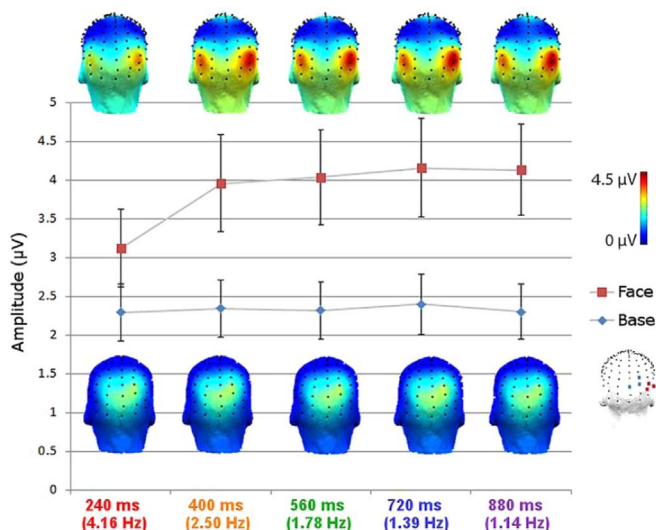 5
4.5
4
3.5
3
2.5
2
1.5
1
0.5
0
Amplitude (µV)
240 ms
(4.16 Hz)
400 ms
(2.50 Hz)
560 ms
(1.78 Hz)
720 ms
(1.39 Hz)
880 ms
(1.14 Hz)
4.5 µV
0 µV
Face
Base